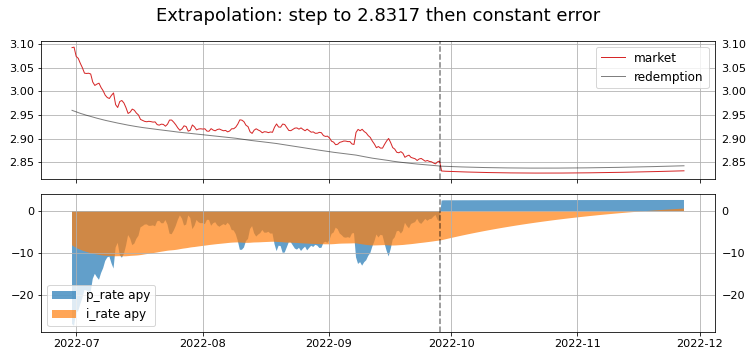 Extrapolation: step to 2.8317 then constant error
3.10 3.10
3.05 3.05
3.00 3.00
2.95 2.95
2.90 2.90
2.85 2.85
market
redemption
0 0
−10 −10
−20 −20
p_rate apy
i_rate apy
2022-07 2022-08 2022-09 2022-10 2022-11 2022-12